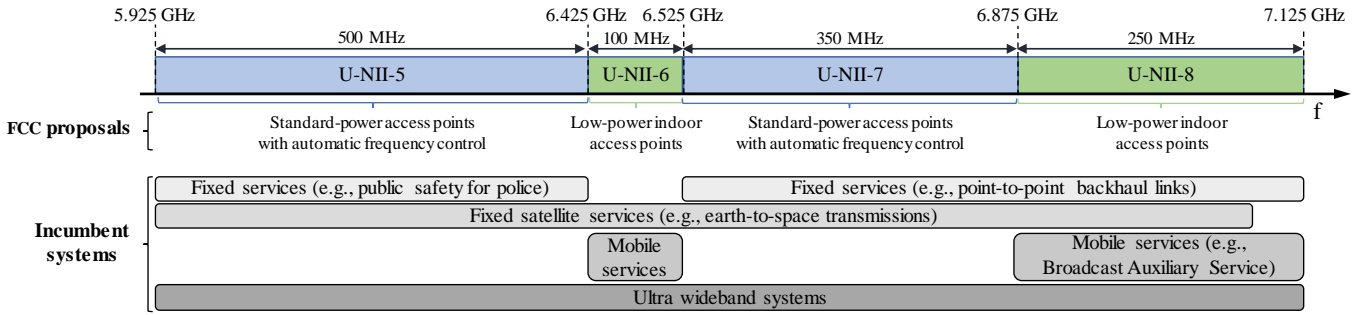 5.925 GHz 6.425 GHz 6.525 GHz 6.875 GHz 7.125 GHz
500 MHz 100 MHz 350 MHz 250 MHz
U-NII-5 U-NII-6 U-NII-7 U-NII-8
f
FCC proposals
Standard-power access points
with automatic frequency control
Low-power indoor
access points
Standard-power access points
with automatic frequency control
Low-power indoor
access points
Incumbent
systems
Fixed services (e.g., public safety for police)
Fixed services (e.g., point-to-point backhaul links)
Fixed satellite services (e.g., earth-to-space transmissions)
Mobile
services
Mobile services (e.g.,
Broadcast Auxiliary Service)
Ultra wideband systems